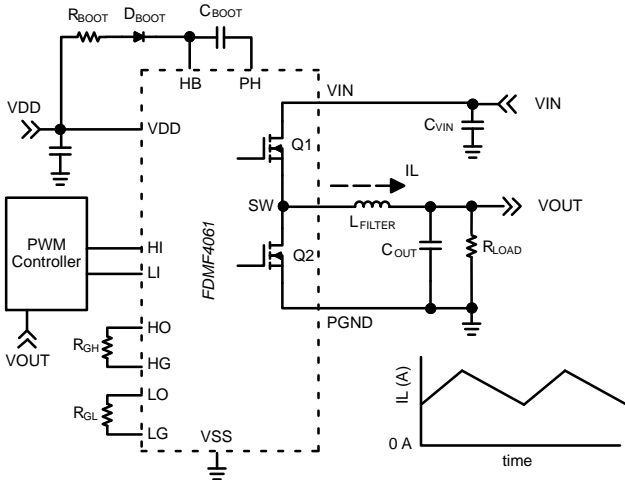 RBOOT
DBOOT
CBOOT
HB
PH
VDD
VDD
VIN
VIN
CVIN
Q1
IL
SW
LFILTER
VOUT
PWM
Controller
HI
LI
FDMF4061
Q2
COUT
RLOAD
PGND
VOUT
HO
RGH
HG
LO
RGL
LG
VSS
IL (A)
0 A
time